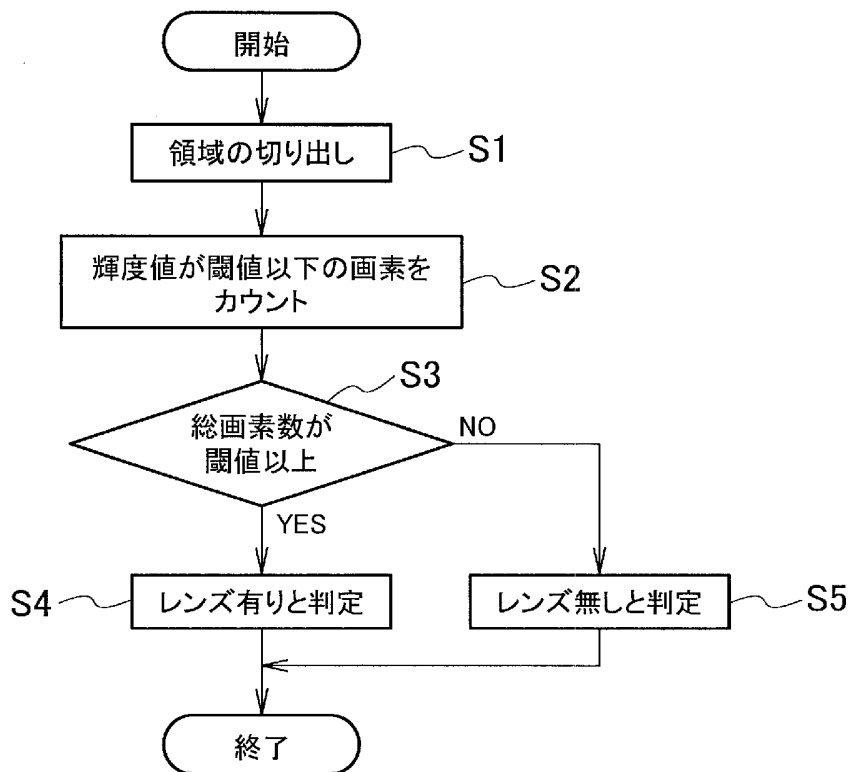 開始
領域の切り出し
S1
輝度値が閾値以下の画素を
カウント
S2
S3
総画素数が
閾値以上
NO
YES
S4
レンズ有りと判定
レンズ無しと判定
S5
終了